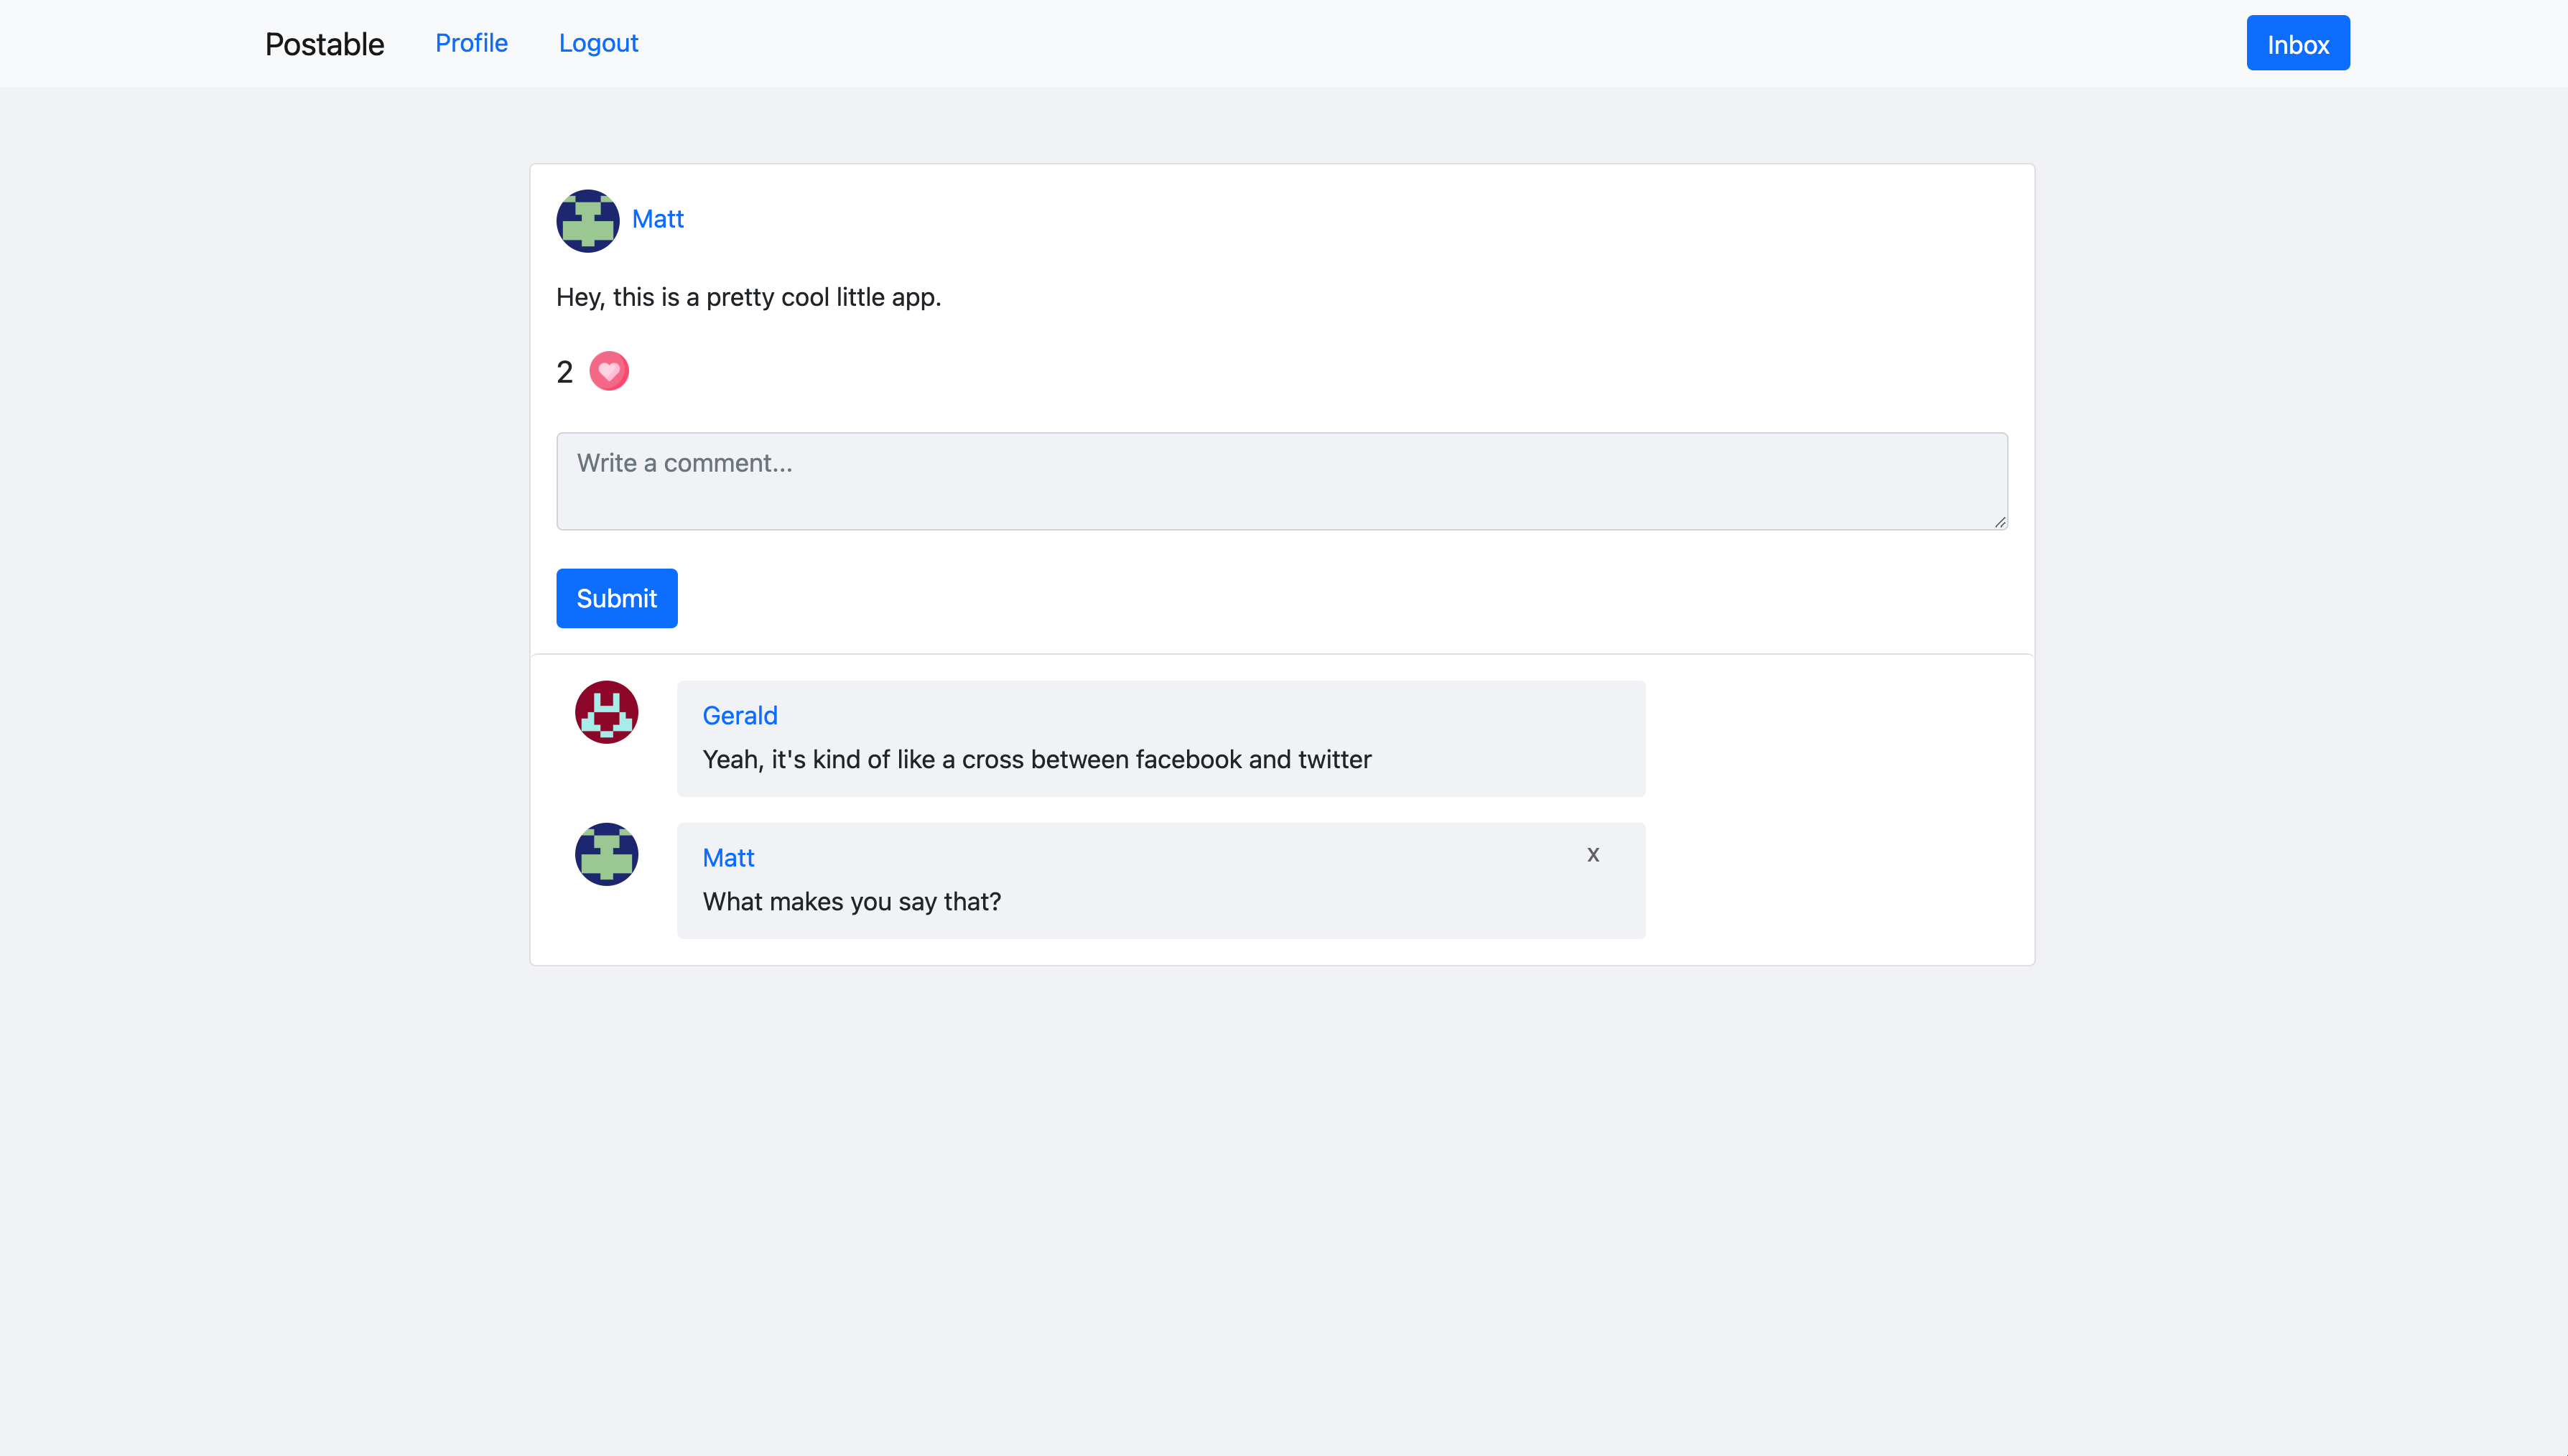 Postable Profile Logout Inbox
Matt
Hey, this is a pretty cool little app.
2
Write a comment...
Submit
Gerald
Yeah, it's kind of like a cross between facebook and twitter
Matt x
What makes you say that?